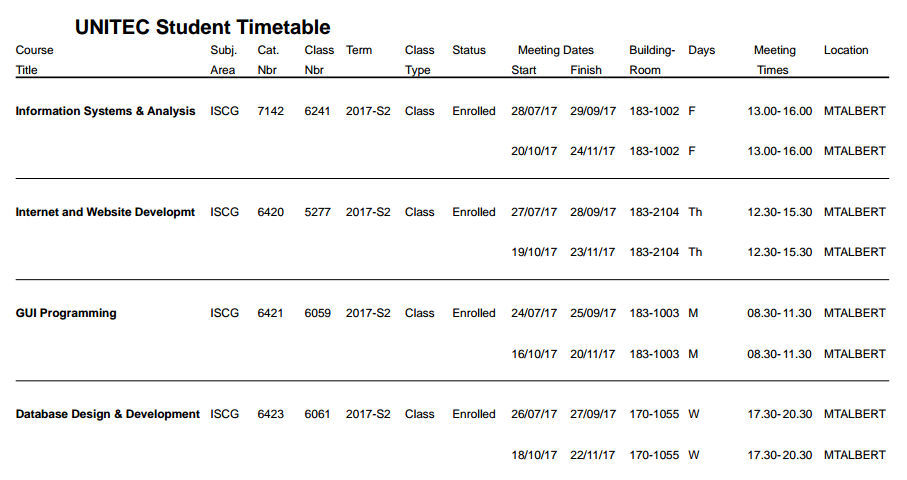 UNITEC Student Timetable
Course Subj. Cat. Class Term Class Status Meeting Dates Building- Days Meeting Location
Title Area Nbr Nbr Type Start Finish Room Times
Information Systems & Analysis ISCG 7142 6241 2017-S2 Class Enrolled 28/07/17 29/09/17 183-1002 F 13.00-16.00 MTALBERT
20/10/17 24/11/17 183-1002 F 13.00-16.00 MTALBERT
Internet and Website Developmt ISCG 6420 5277 2017-S2 Class Enrolled 27/07/17 28/09/17 183-2104 Th 12.30-15.30 MTALBERT
19/10/17 23/11/17 183-2104 Th 12.30-15.30 MTALBERT
GUI Programming ISCG 6421 6059 2017-S2 Class Enrolled 24/07/17 25/09/17 183-1003 M 08.30-11.30 MTALBERT
16/10/17 20/11/17 183-1003 M 08.30-11.30 MTALBERT
Database Design & Development ISCG 6423 6061 2017-S2 Class Enrolled 26/07/17 27/09/17 170-1055 W 17.30-20.30 MTALBERT
18/10/17 22/11/17 170-1055 W 17.30-20.30 MTALBERT